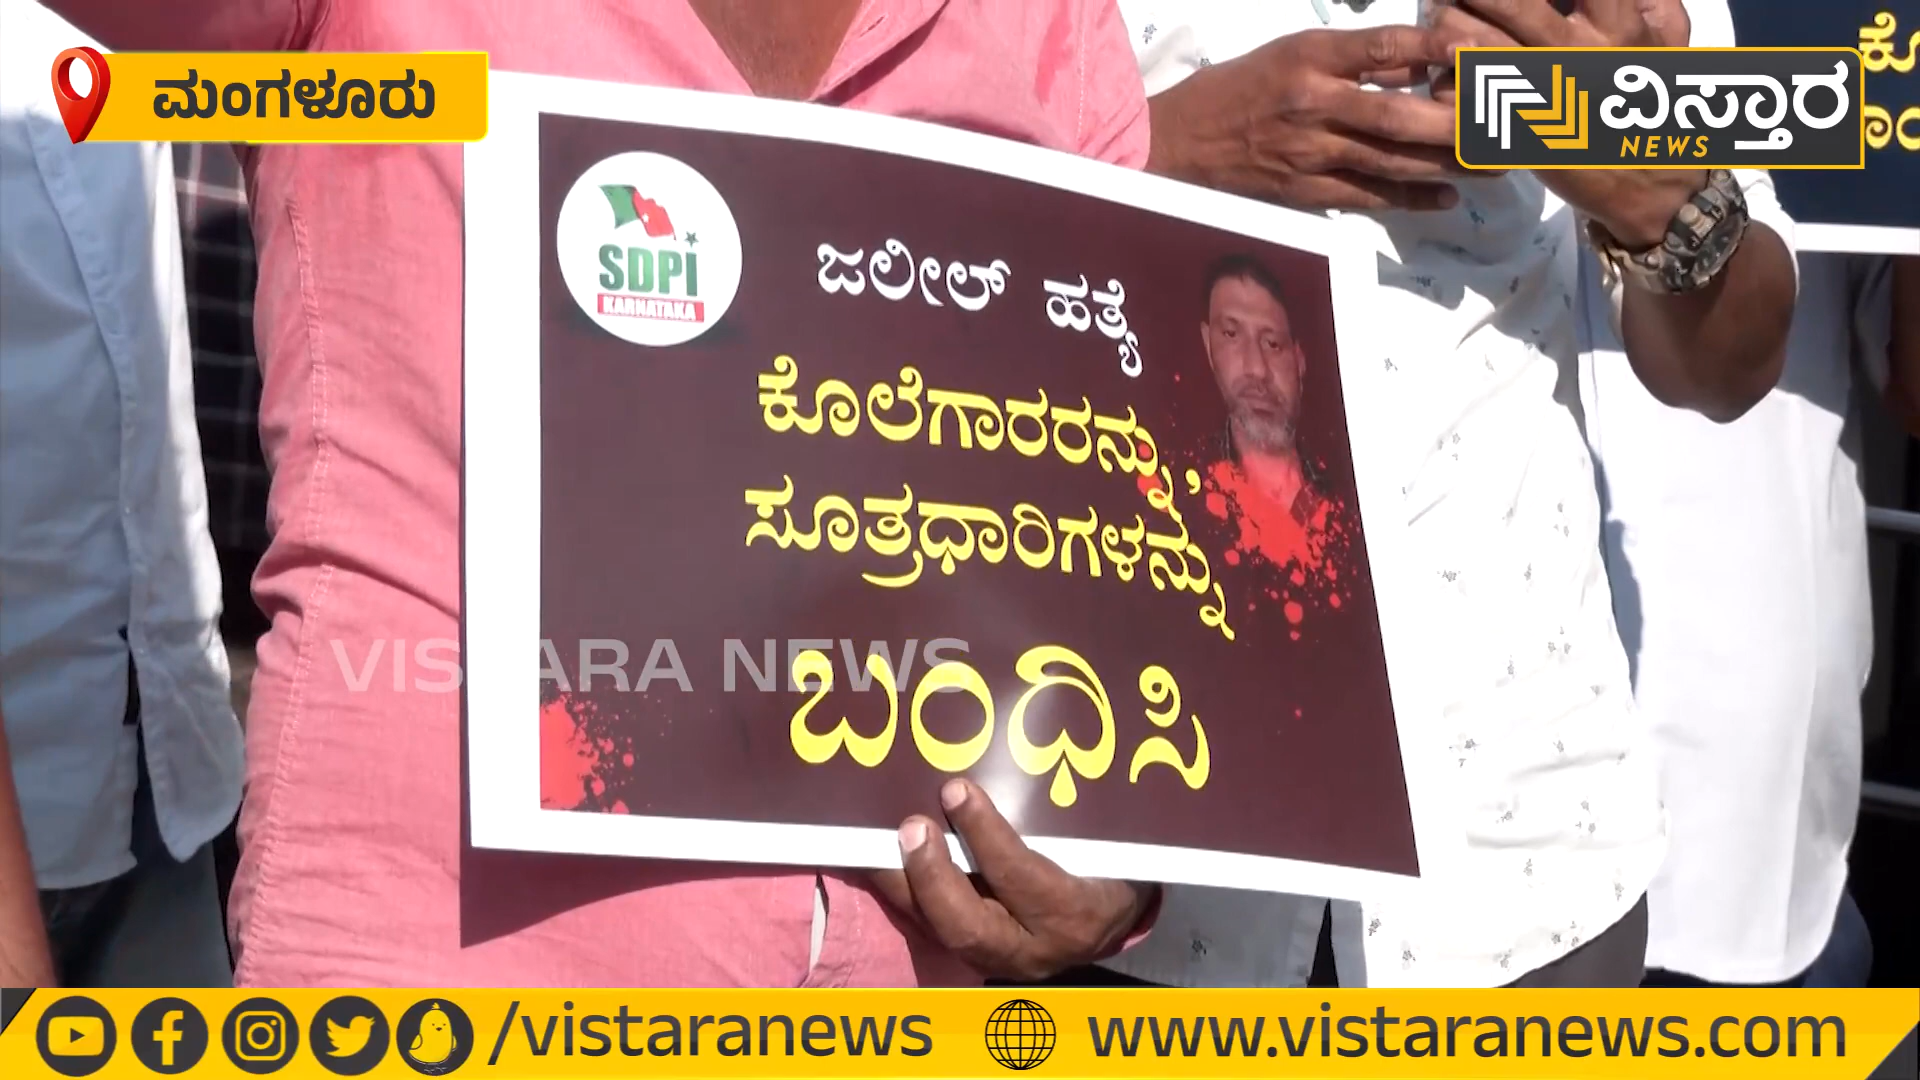 ಮಂಗಳೂರು
ವಿಸ್ತಾರ
NEWS
SDPI
KARNATAKA
ಜಲೀಲ್ ಹತ್ಯೆ
ಕೊಲೆಗಾರರನ್ನು,
ಸೂತ್ರಧಾರಿಗಳನ್ನು
ಬಂಧಿಸಿ
VISTARA NEWS
/vistaranews
www.vistaranews.com